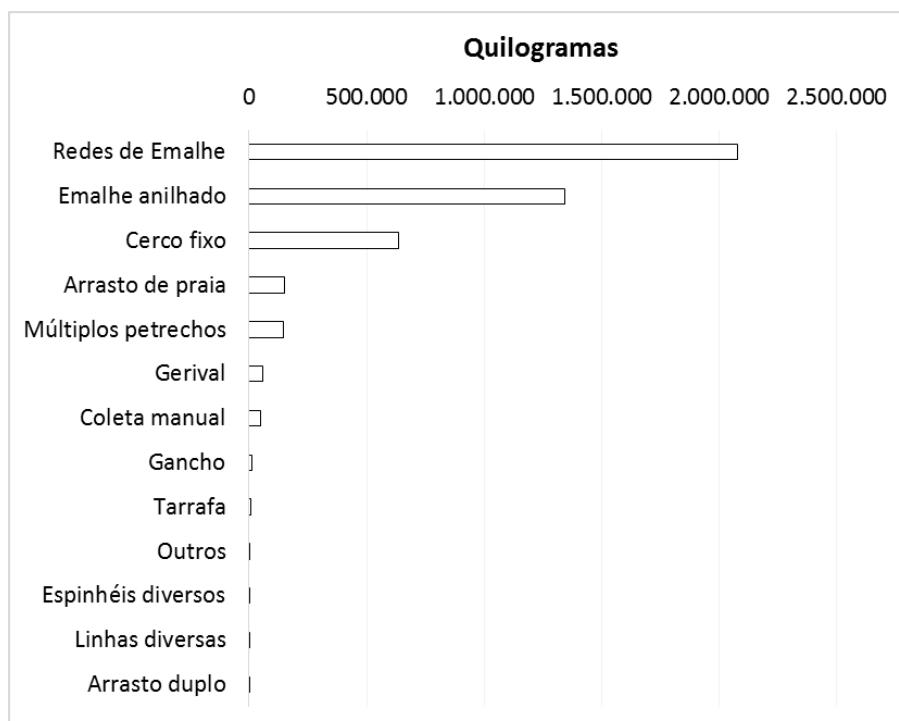 Quilogramas
0 500.000 1.000.000 1.500.000 2.000.000 2.500.000
Redes de Emalhe
Emalhe anilhado
Cerco fixo
Arrasto de praia
Múltiplos petrechos
Gerival
Coleta manual
Gancho
Tarrafa
Outros
Espinhéis diversos
Linhas diversas
Arrasto duplo